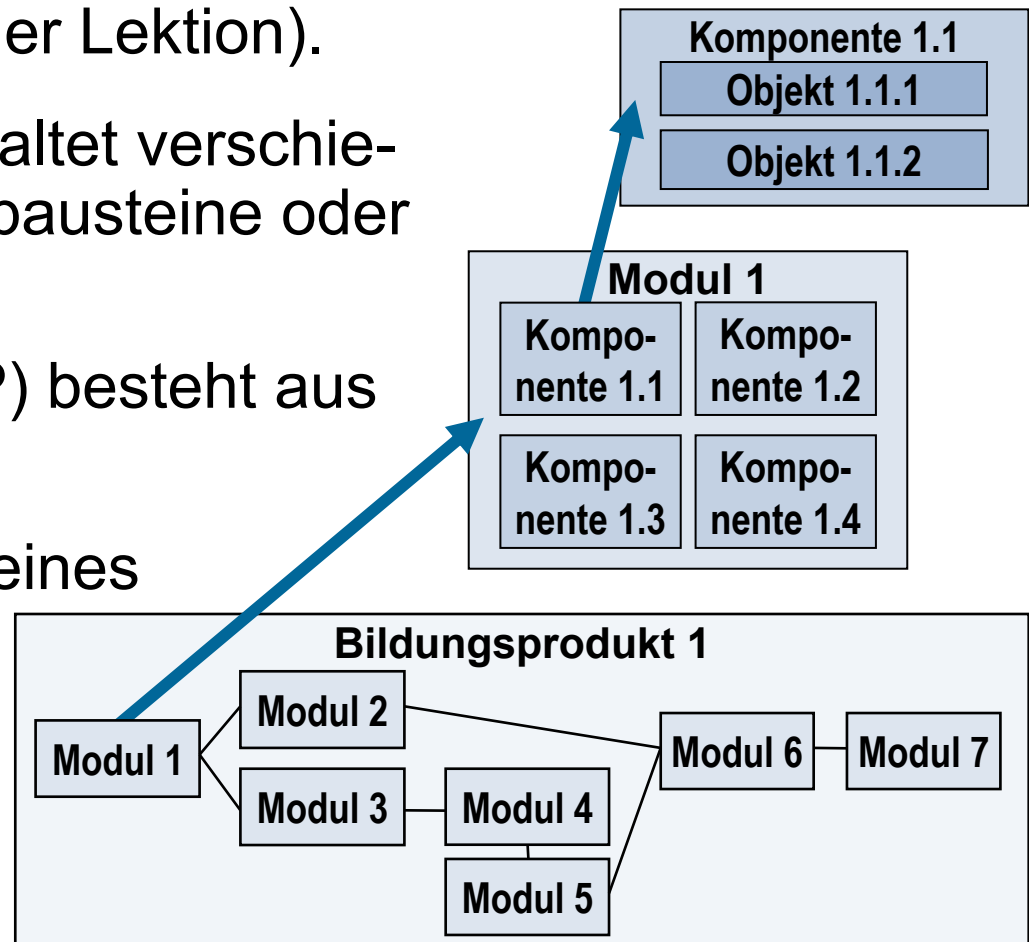 er Lektion).
altet verschie-
bausteine oder
) besteht aus
eines
Komponente 1.1
Objekt 1.1.1
Objekt 1.1.2
Modul 1
Kompo-
nente 1.1
Kompo-
nente 1.2
Kompo-
nente 1.3
Kompo-
nente 1.4
Bildungsprodukt 1
Modul 1
Modul 2
Modul 3
Modul 4
Modul 5
Modul 6
Modul 7